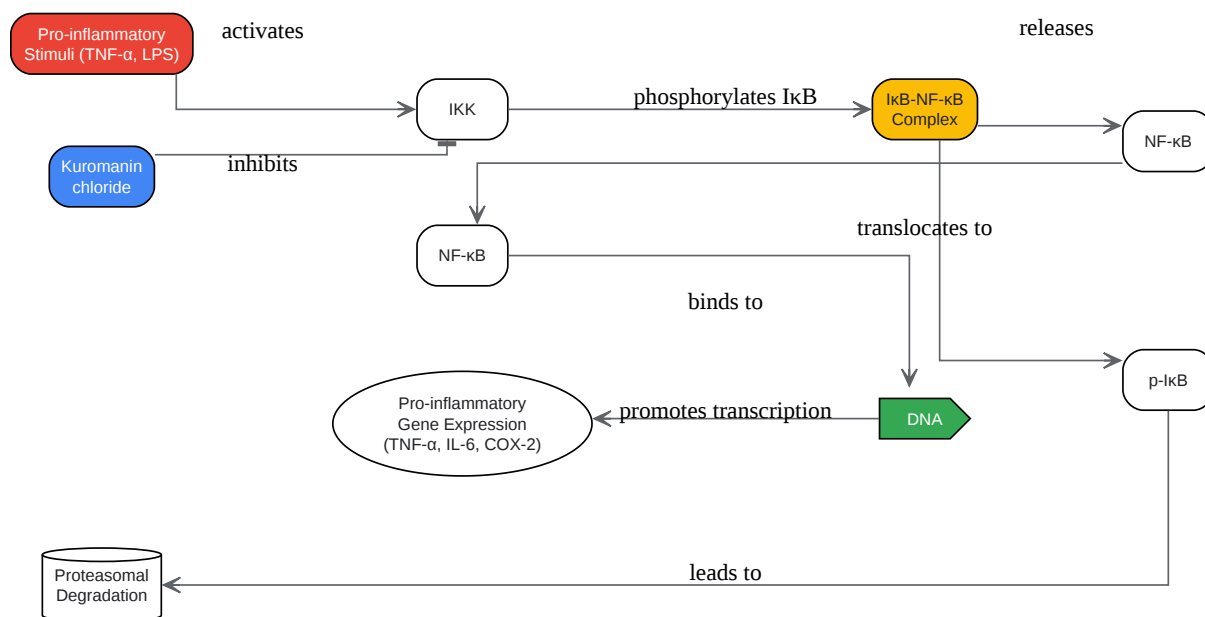 Pro-inflammatory
Stimuli (TNF-α, LPS)
activates
releases
IKK
phosphorylates IκB
IκB-NF-κB
Complex
NF-κB
Kuromanin
chloride
inhibits
translocates to
NF-κB
binds to
p-IκB
Pro-inflammatory
Gene Expression
(TNF-α, IL-6, COX-2)
promotes transcription
DNA
Proteasomal
Degradation
leads to